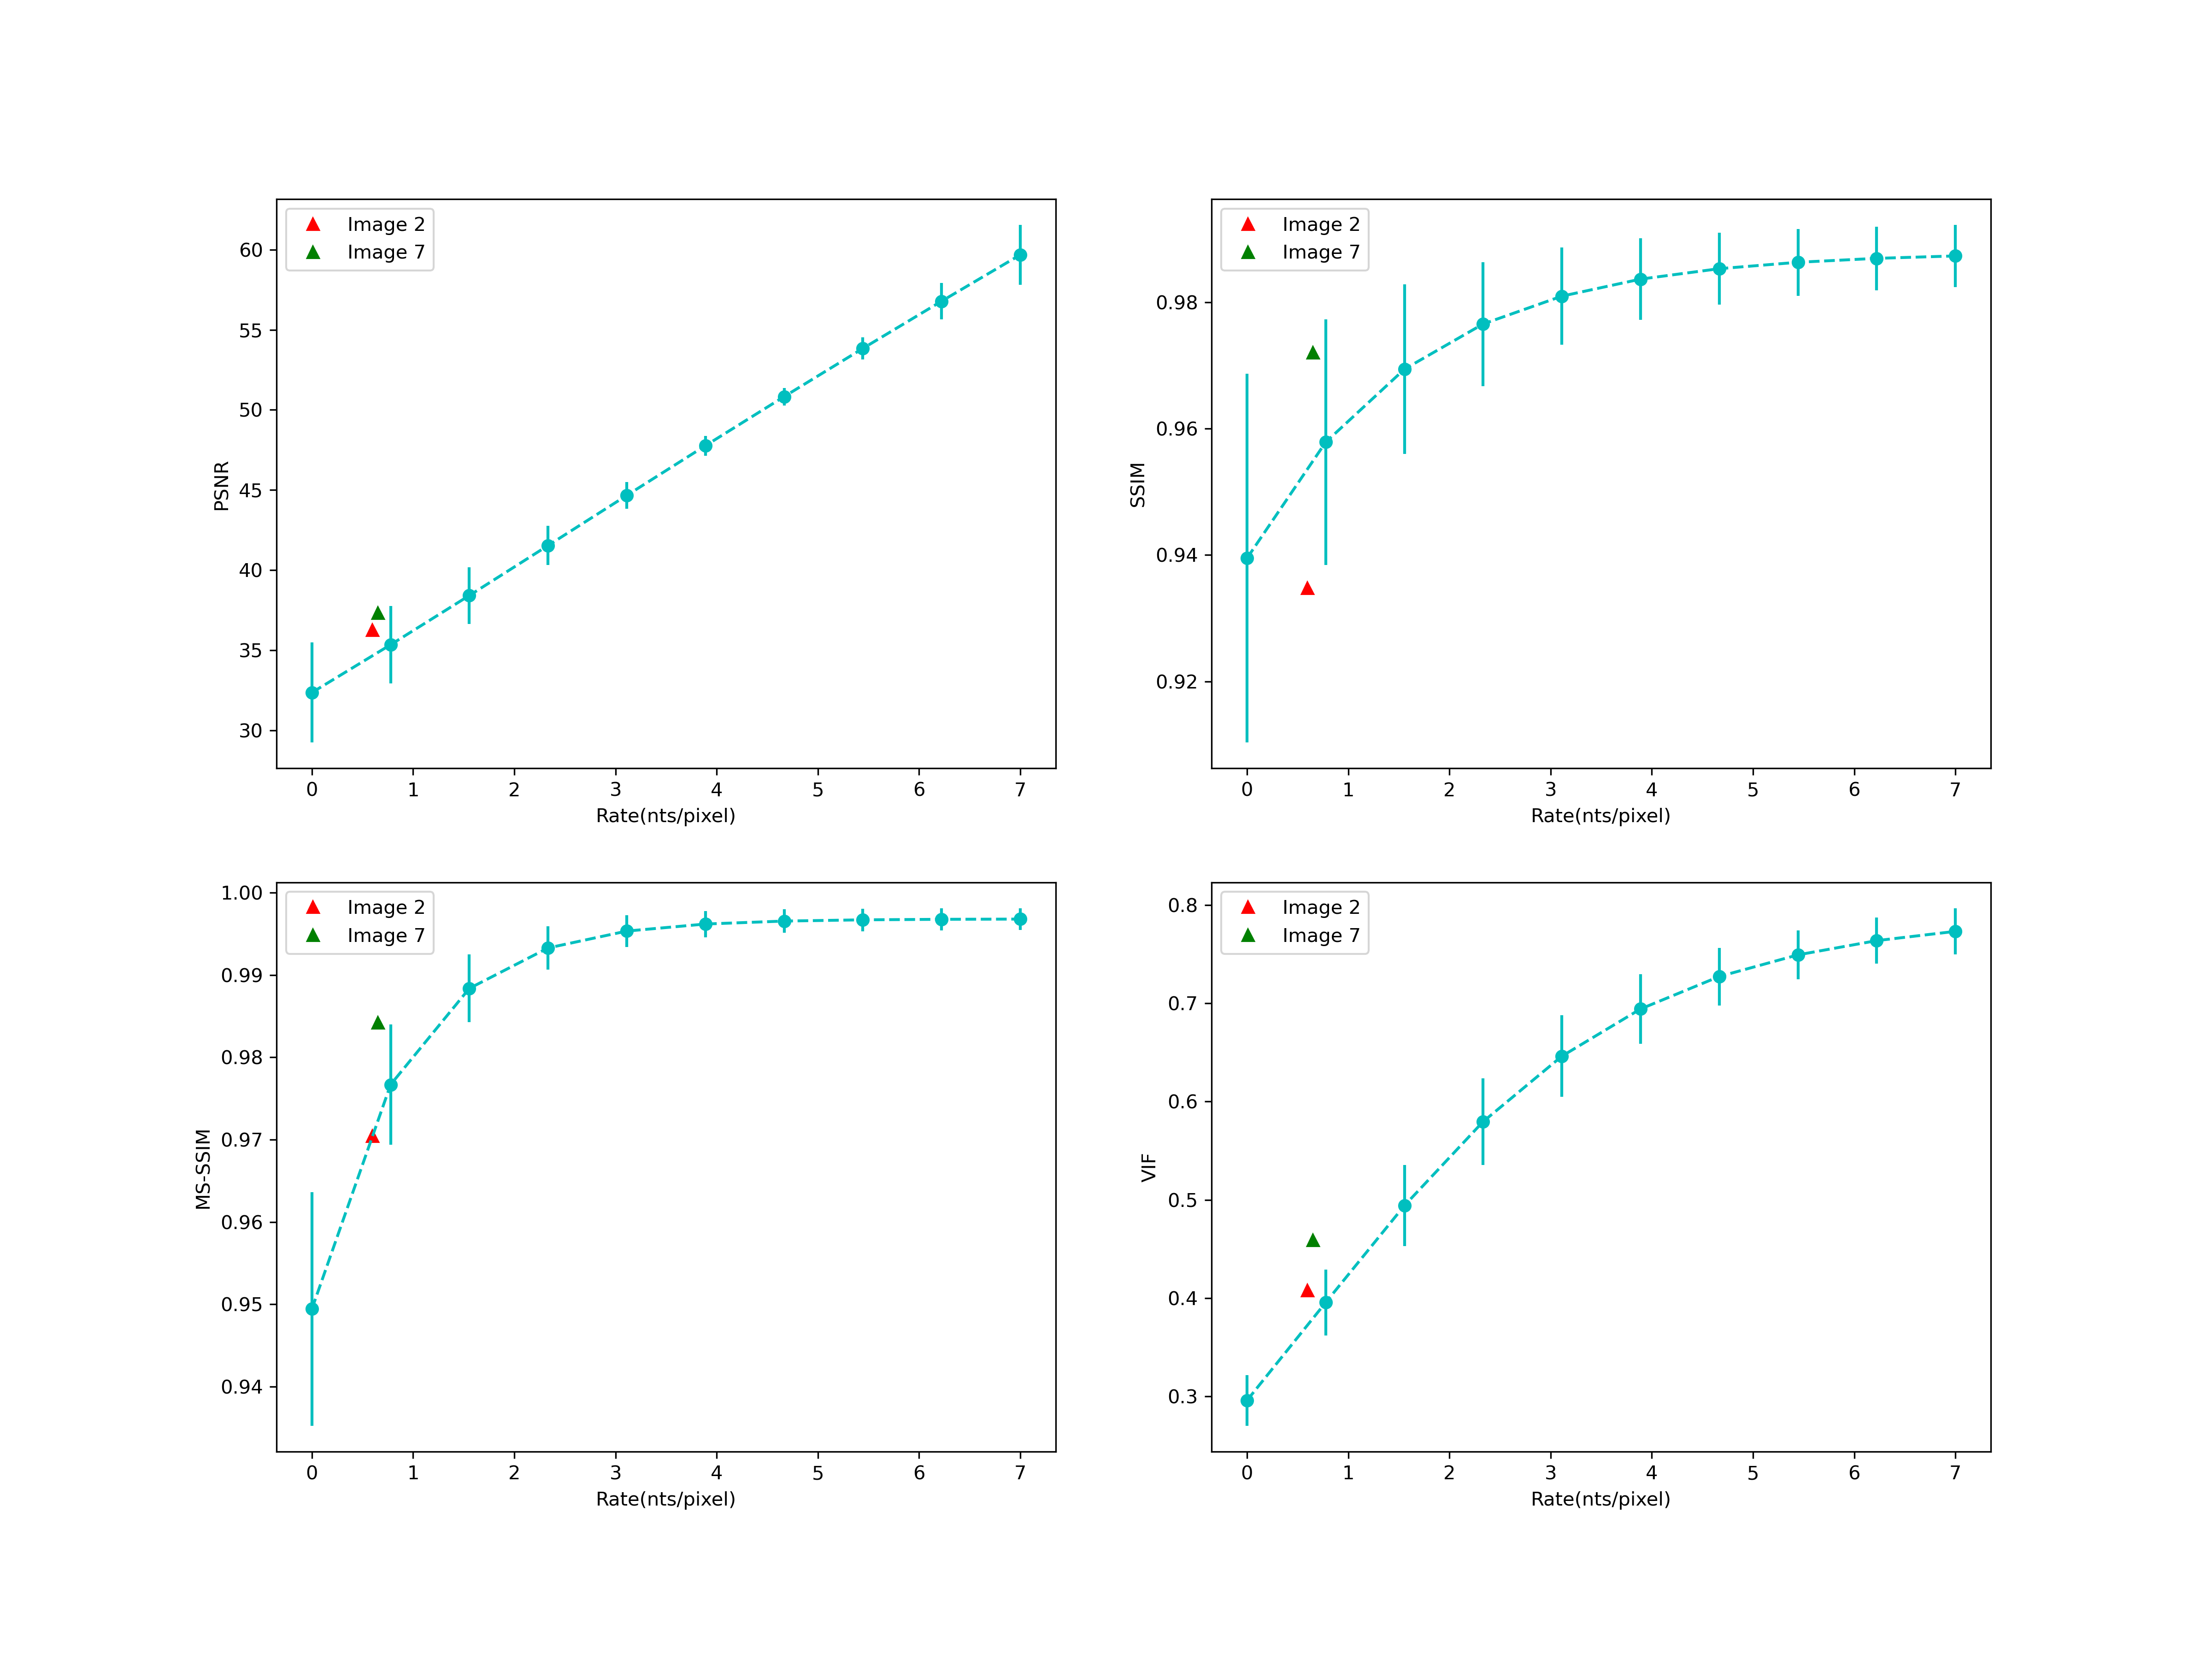 Image 2
Image 7
60
55
50
45
40
35
30
PSNR
0 1 2 3 4 5 6 7
Rate(nts/pixel)
Image 2
Image 7
0.98
0.96
0.94
0.92
SSIM
0 1 2 3 4 5 6 7
Rate(nts/pixel)
Image 2
Image 7
1.00
0.99
0.98
0.97
0.96
0.95
0.94
MS-SSIM
0 1 2 3 4 5 6 7
Rate(nts/pixel)
Image 2
Image 7
0.8
0.7
0.6
0.5
0.4
0.3
VIF
0 1 2 3 4 5 6 7
Rate(nts/pixel)